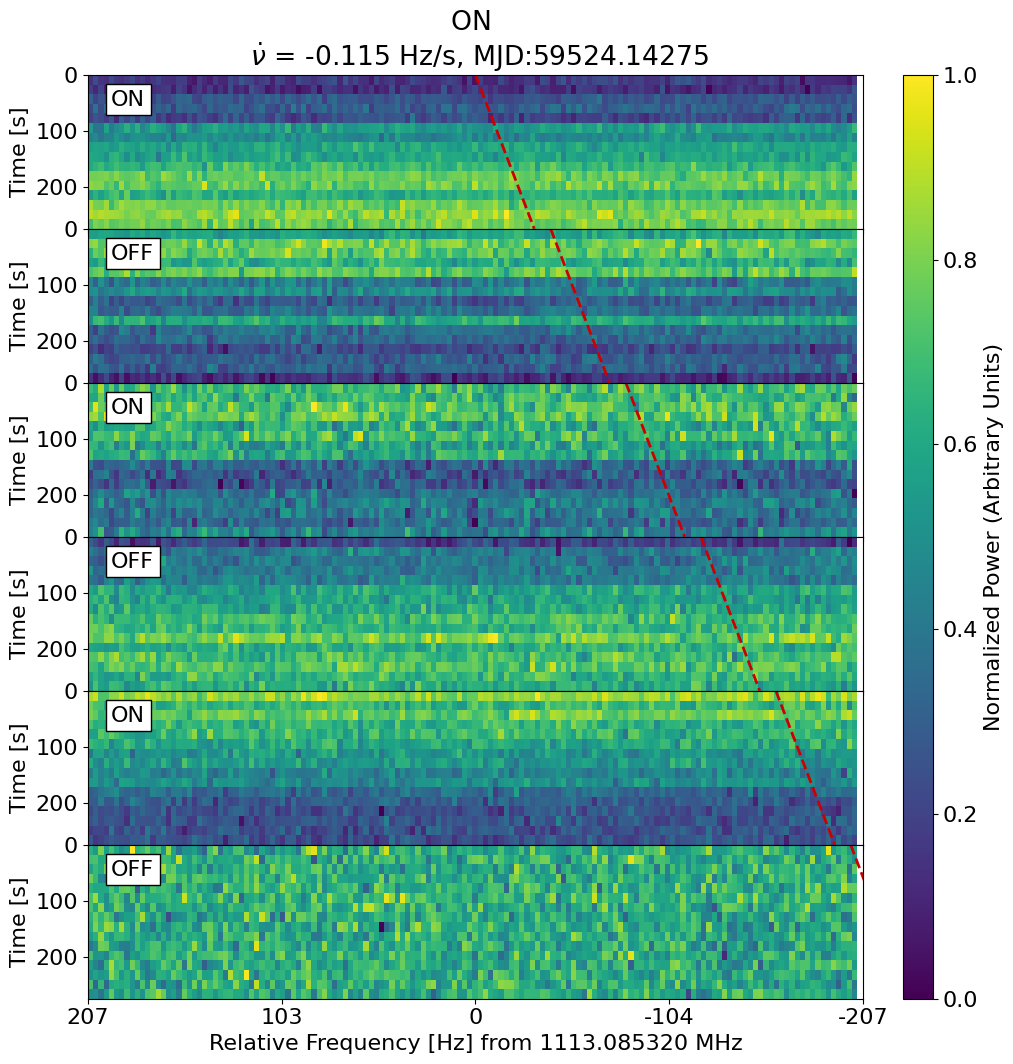 ON
ν̇ = -0.115 Hz/s, MJD:59524.14275
0
100
200
Time [s]
ON
0
100
200
Time [s]
OFF
0
100
200
Time [s]
ON
0
100
200
Time [s]
OFF
0
100
200
Time [s]
ON
0
100
200
Time [s]
OFF
207
103
0
-104
-207
Relative Frequency [Hz] from 1113.085320 MHz
1.0
0.8
0.6
0.4
0.2
0.0
Normalized Power (Arbitrary Units)